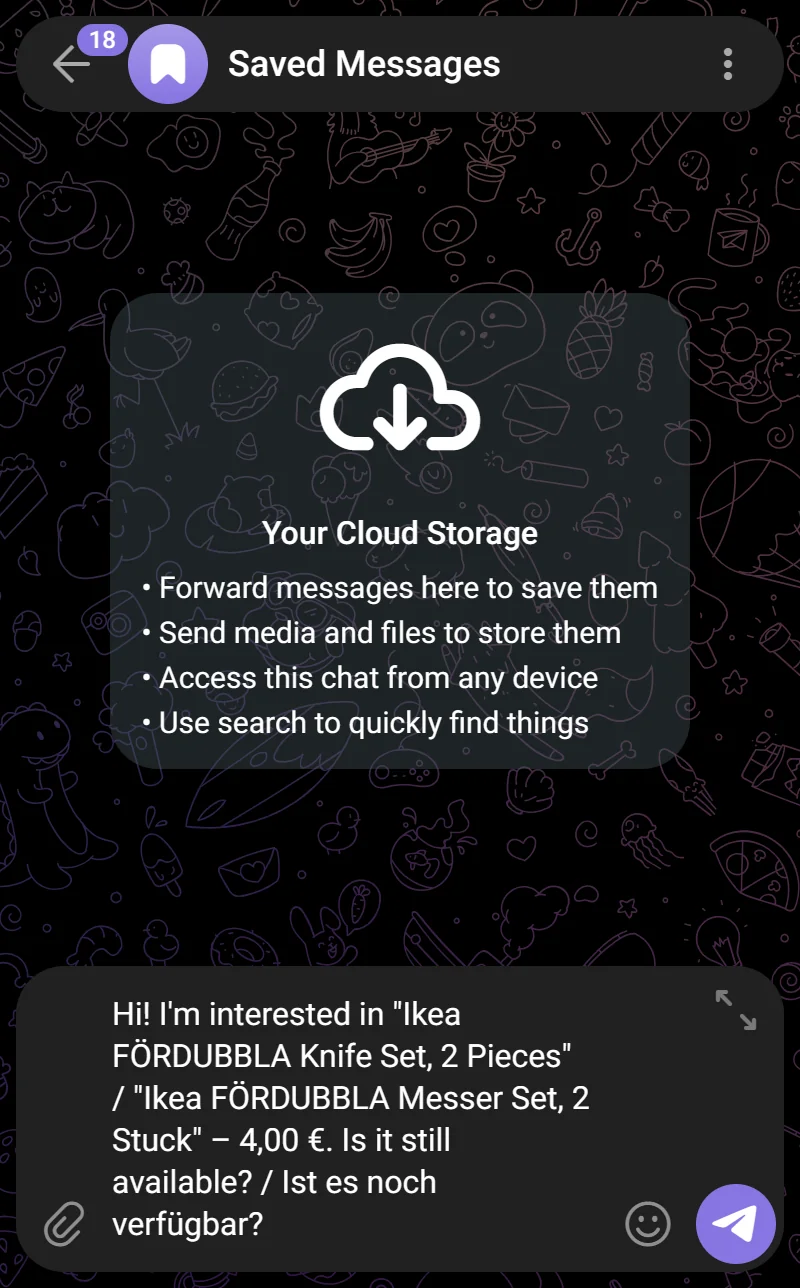 18
Saved Messages
Your Cloud Storage
• Forward messages here to save them
• Send media and files to store them
• Access this chat from any device
• Use search to quickly find things
Hi! I'm interested in "Ikea
FÖRDUBBLA Knife Set, 2 Pieces"
/ "Ikea FÖRDUBBLA Messer Set, 2
Stuck" – 4,00 €. Is it still
available? / Ist es noch
verfügbar?